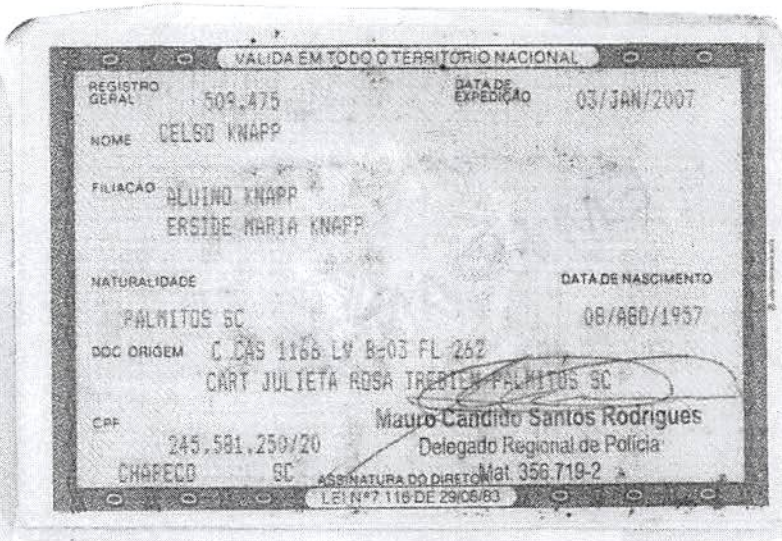 VÁLIDA EM TODO O TERRITÓRIO NACIONAL
REGISTRO GERAL 509.475 DATA DE EXPEDIÇÃO 03/JAN/2007
NOME CELSO KNAPP
FILIAÇÃO ALUINO KNAPP
ERSIDE MARIA KNAPP
NATURALIDADE DATA DE NASCIMENTO
PALMITOS SC 08/AGO/1957
DOC ORIGEM C CAS 1166 LV B-03 FL 262
CART JULIETA ROSA TREBIEN-PALMITOS SC
CPF 245.581.250/20
CHAPECO SC
Mauro Candido Santos Rodrigues
Delegado Regional de Polícia
Mat. 356.719-2
ASSINATURA DO DIRETOR
LEI Nº 7.116 DE 29/08/83